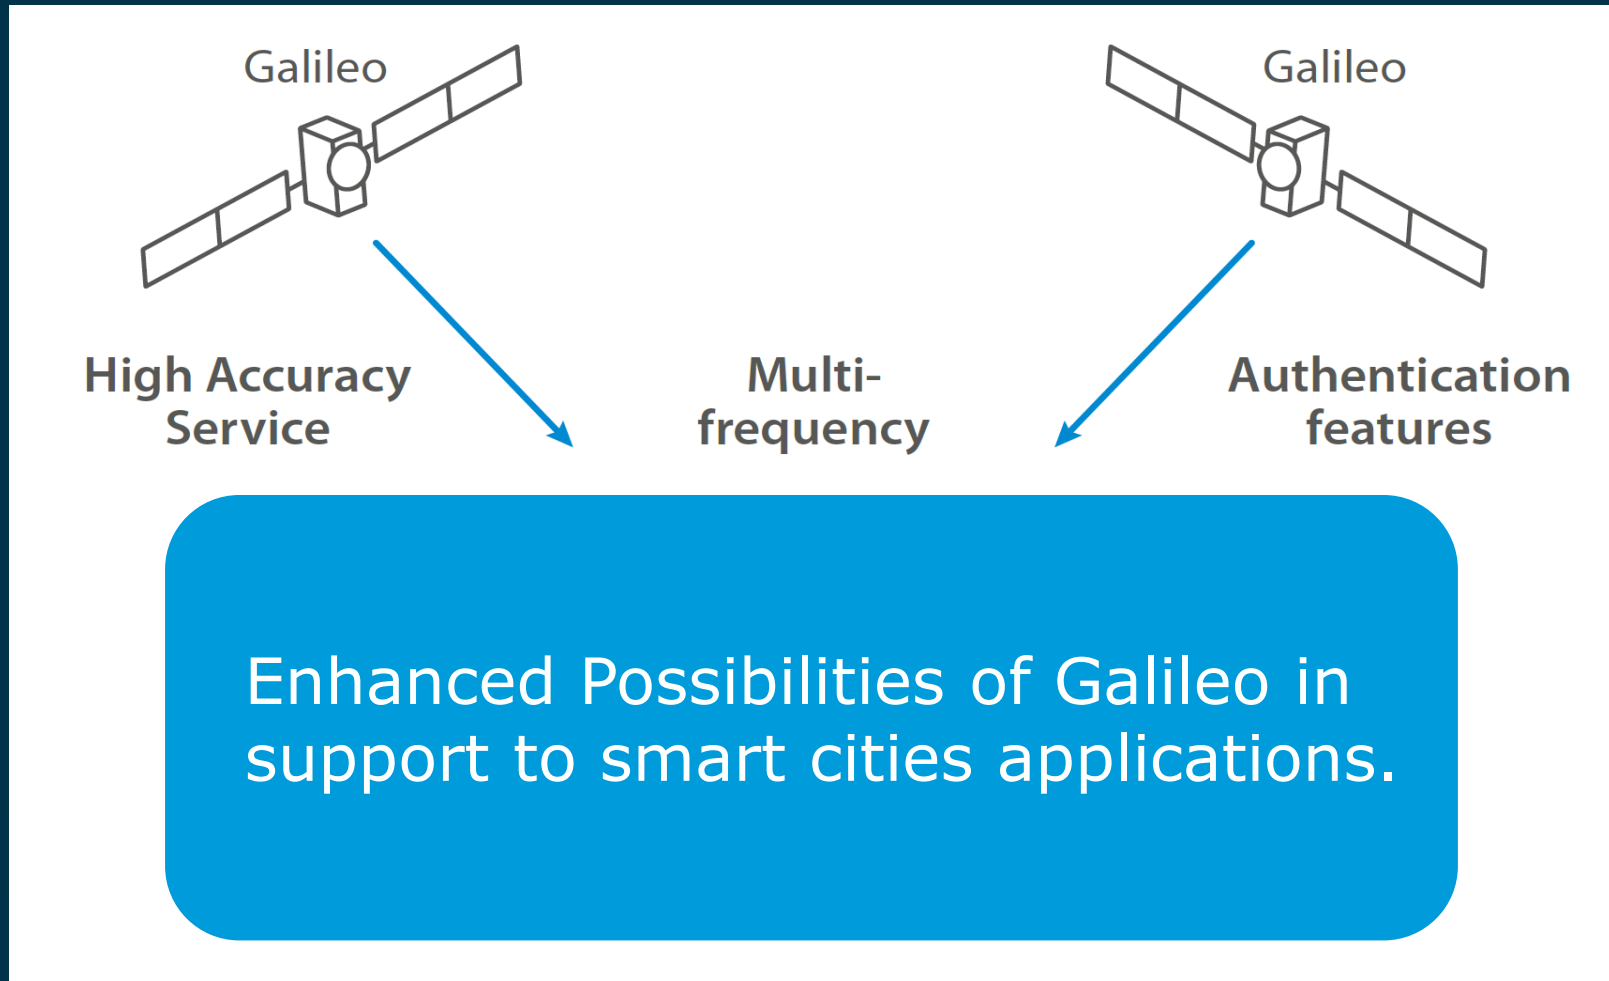 Galileo
Galileo
High Accuracy
Service
Multi-
frequency
Authentication
features
Enhanced Possibilities of Galileo in
support to smart cities applications.